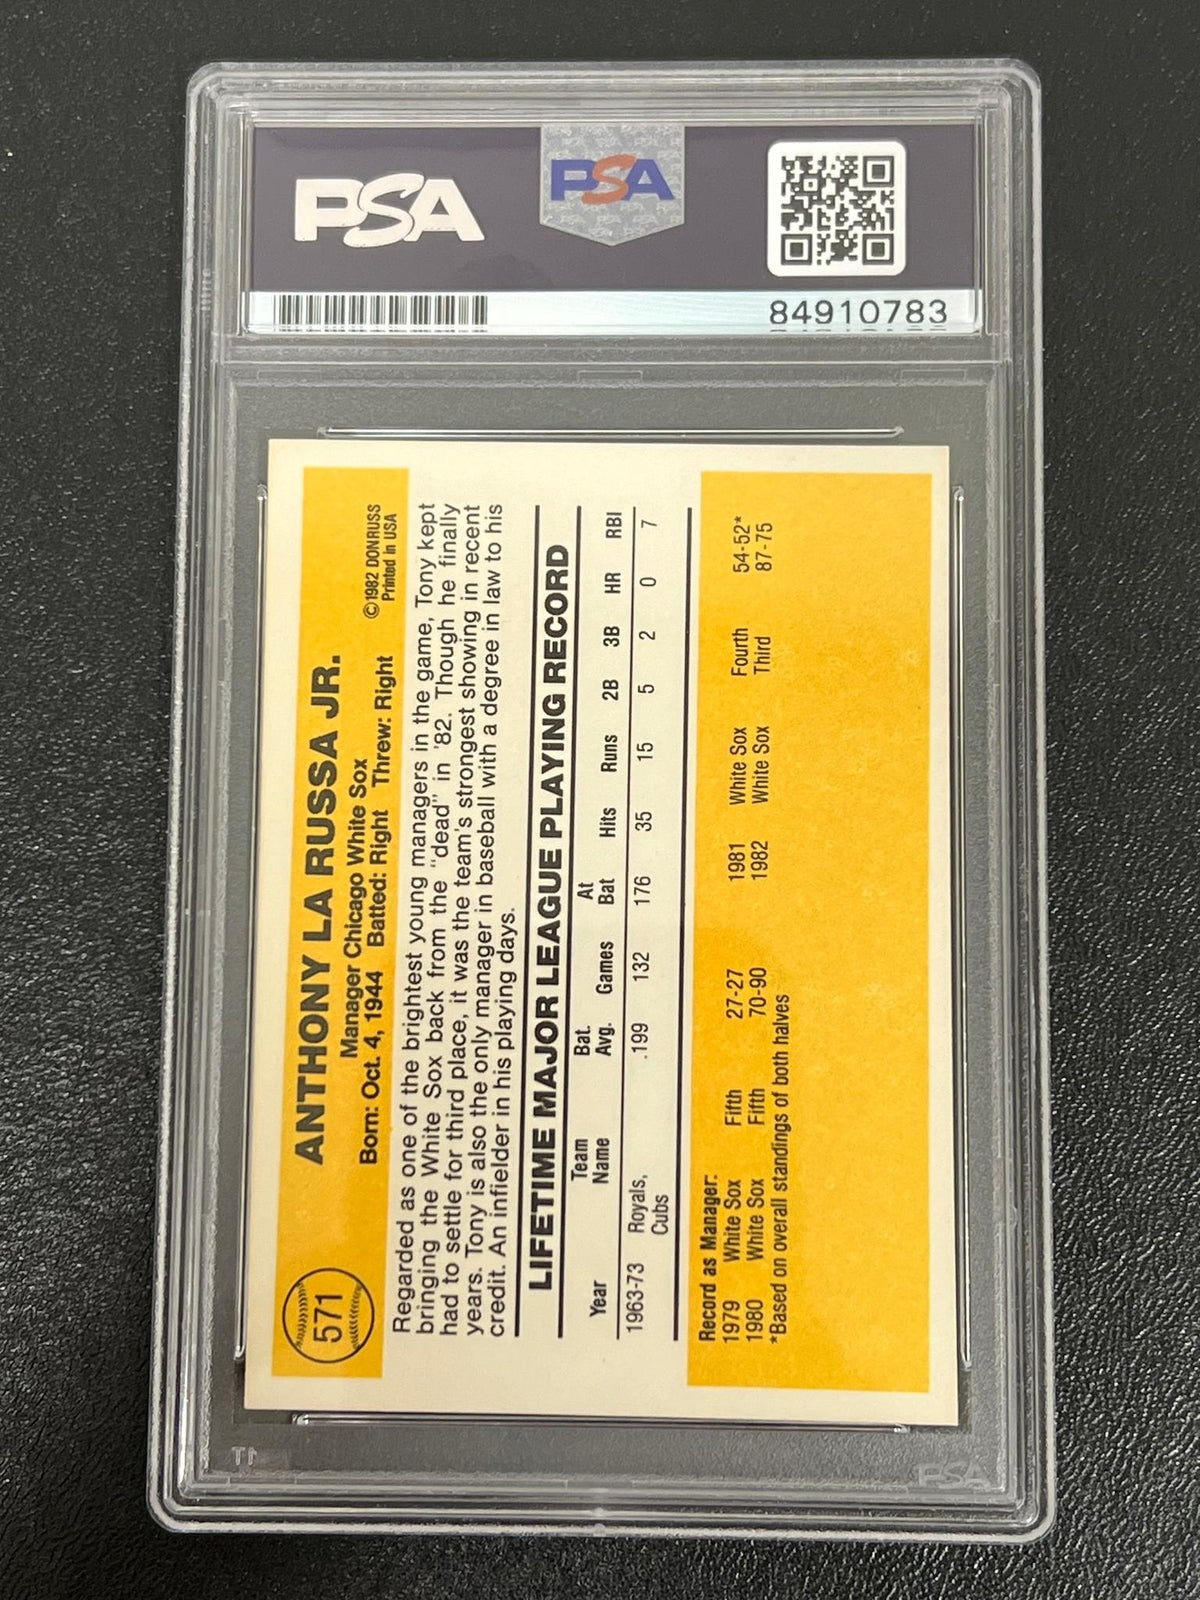 PSA
PSA
84910783
571
ANTHONY LA RUSSA JR.
Manager Chicago White Sox
Born: Oct. 4, 1944 Batted: Right Threw: Right
©1982 DONRUSS
Printed in USA
Regarded as one of the brightest young managers in the game, Tony kept
bringing the White Sox back from the "dead" in '82. Though he finally
had to settle for third place, it was the team's strongest showing in recent
years. Tony is also the only manager in baseball with a degree in law to his
credit. An infielder in his playing days.
LIFETIME MAJOR LEAGUE PLAYING RECORD
Year Team Name Bat. Avg. Games At Bat Hits Runs 2B 3B HR RBI
1963-73 Royals, .199 132 176 35 15 5 2 0 7
Cubs
Record as Manager:
1979 White Sox Fifth 27-27 1981 White Sox Fourth 54-52*
1980 White Sox Fifth 70-90 1982 White Sox Third 87-75
*Based on overall standings of both halves
PSA